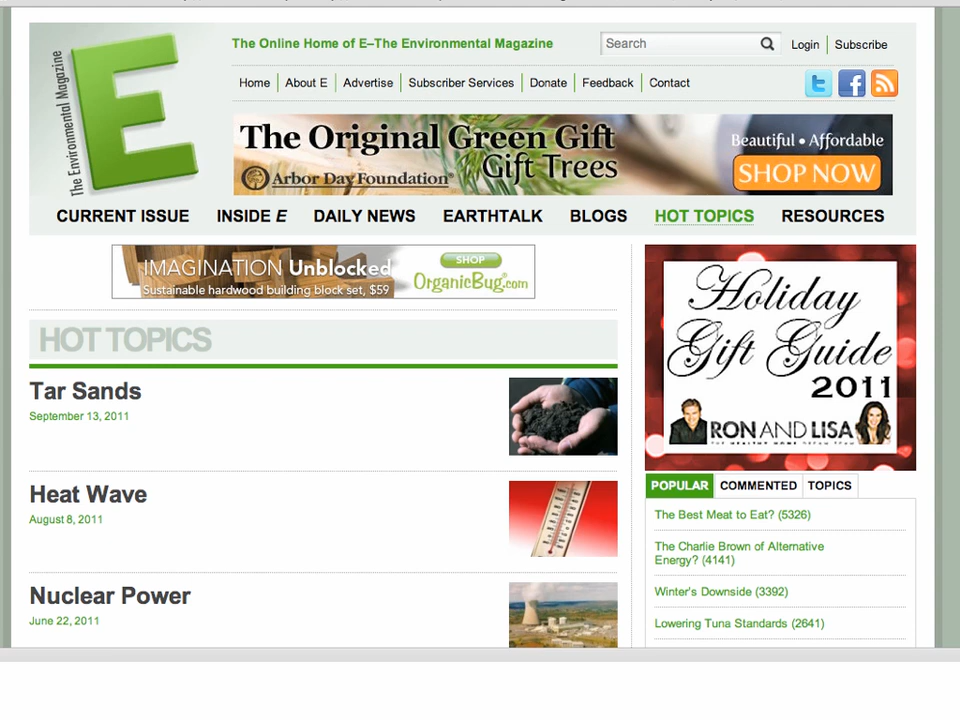 The Environmental Magazine
E
The Online Home of E–The Environmental Magazine
Search
Login
Subscribe
Home
About E
Advertise
Subscriber Services
Donate
Feedback
Contact
The Original Green Gift
Gift Trees
Arbor Day Foundation®
Beautiful • Affordable
SHOP NOW
CURRENT ISSUE
INSIDE E
DAILY NEWS
EARTHTALK
BLOGS
HOT TOPICS
RESOURCES
IMAGINATION Unblocked
Sustainable hardwood building block set, $59
SHOP
OrganicBug.com
HOT TOPICS
Tar Sands
September 13, 2011
Heat Wave
August 8, 2011
Nuclear Power
June 22, 2011
Holiday
Gift Guide
2011
RON AND LISA
POPULAR
COMMENTED
TOPICS
The Best Meat to Eat? (5326)
The Charlie Brown of Alternative
Energy? (4141)
Winter's Downside (3392)
Lowering Tuna Standards (2641)